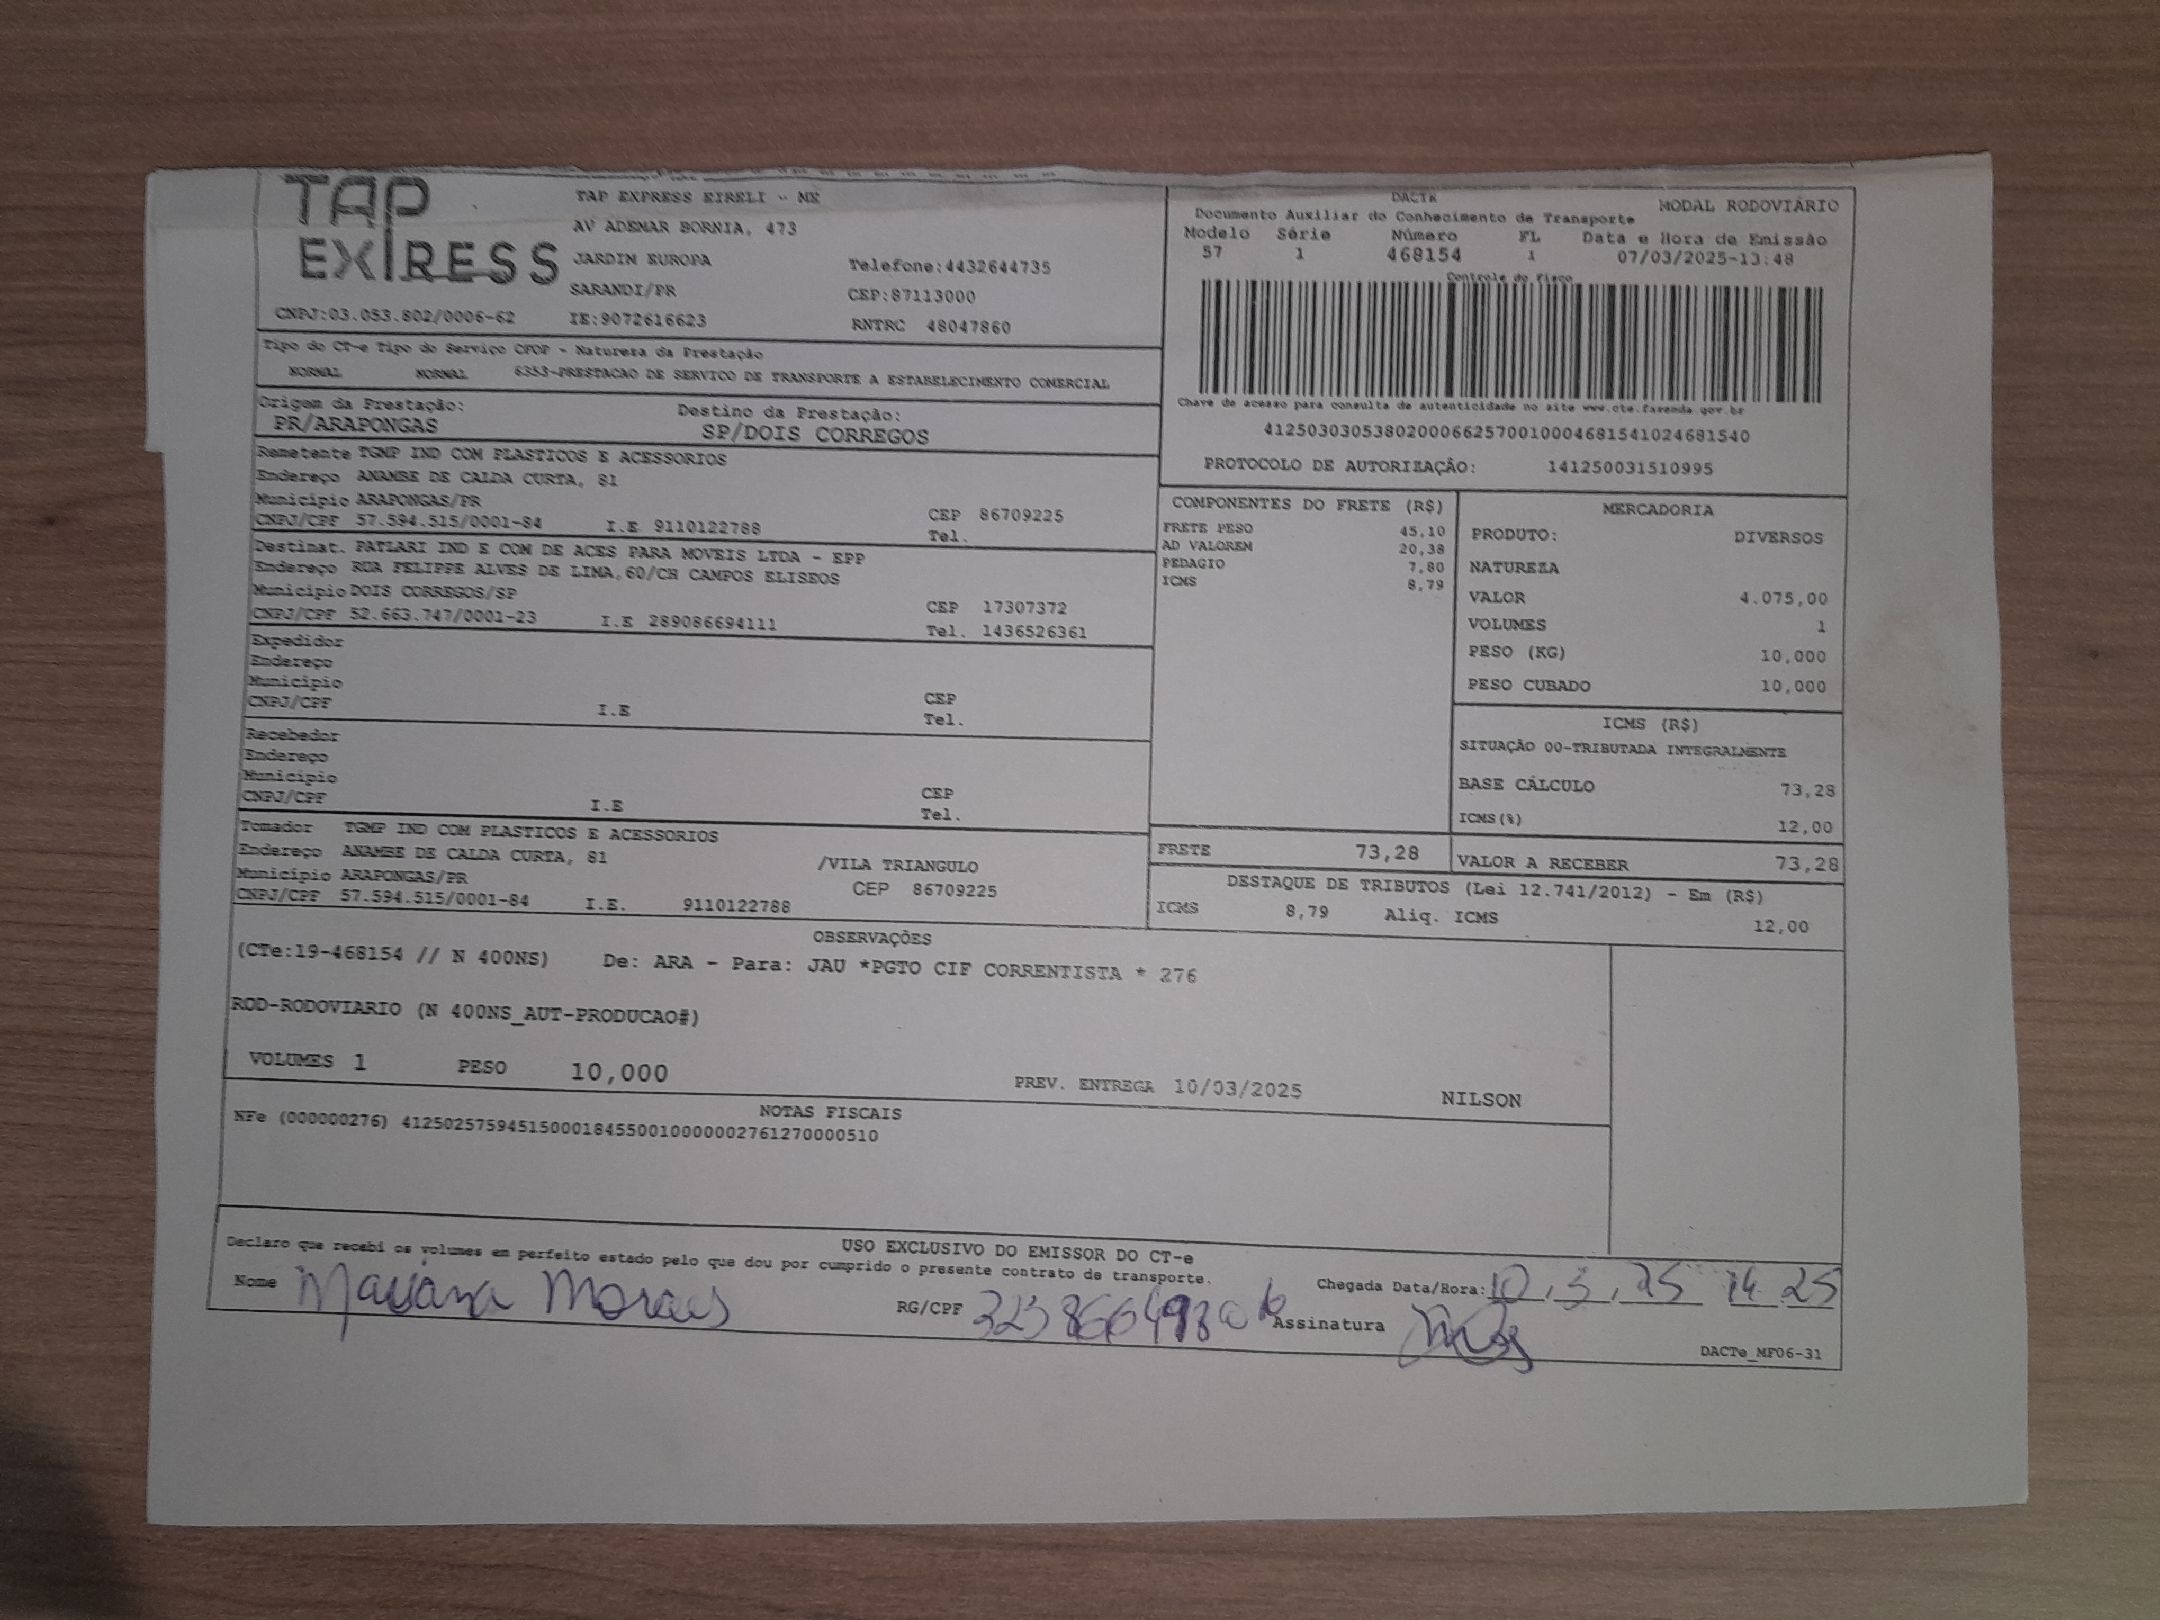 TAP
EXPRESS
TAP EXPRESS EIRELI - ME
AV ADEMAR BORNIA, 473
JARDIN EUROPA
SARANDI/PR
Telefone:4432644735
CEP:87113000
CNPJ:03.053.802/0006-62 IE:9072616623 RNTRC 48047860
Tipo do CT-e Tipo do Serviço CFOP - Natureza da Prestação
NORMAL NORMAL 6353-PRESTACAO DE SERVICO DE TRANSPORTE A ESTABELECIMENTO COMERCIAL
Origem da Prestação: Destino da Prestação:
PR/ARAPONGAS SP/DOIS CORREGOS
DACTE MODAL RODOVIÁRIO
Documento Auxiliar do Conhecimento de Transporte
Modelo Série Número FL Data e Hora de Emissão
57 1 468154 1 07/03/2025-13:48
Controle do Fisco
Chave de acesso para consulta de autenticidade no site www.cte.fazenda.gov.br
41250303053802000662570010004681541024681540
PROTOCOLO DE AUTORIZAÇÃO: 141250031510995
Remetente TGMP IND COM PLASTICOS E ACESSORIOS
Endereço ANAMBE DE CALDA CURTA, 81
Município ARAPONGAS/PR CEP 86709225
CNPJ/CPF 57.594.515/0001-84 I.E 9110122788 Tel.
Destinat. PATLARI IND E COM DE ACES PARA MOVEIS LTDA - EPP
Endereço RUA FELIPPE ALVES DE LIMA,60/CH CAMPOS ELISEOS
Município DOIS CORREGOS/SP CEP 17307372
CNPJ/CPF 52.663.747/0001-23 I.E 289086694111 Tel. 1436526361
Expedidor
Endereço
Município CEP
CNPJ/CPF I.E Tel.
Recebedor
Endereço
Município CEP
CNPJ/CPF I.E Tel.
Tomador TGMP IND COM PLASTICOS E ACESSORIOS
Endereço ANAMBE DE CALDA CURTA, 81 /VILA TRIANGULO
Município ARAPONGAS/PR CEP 86709225
CNPJ/CPF 57.594.515/0001-84 I.E. 9110122788
COMPONENTES DO FRETE (R$)
FRETE PESO 45,10
AD VALOREM 20,38
PEDAGIO 7,80
ICMS 8,79
MERCADORIA
PRODUTO: DIVERSOS
NATUREZA
VALOR 4.075,00
VOLUMES 1
PESO (KG) 10,000
PESO CUBADO 10,000
ICMS (R$)
SITUAÇÃO 00-TRIBUTADA INTEGRALMENTE
BASE CÁLCULO 73,28
ICMS(%) 12,00
FRETE 73,28 VALOR A RECEBER 73,28
DESTAQUE DE TRIBUTOS (Lei 12.741/2012) - Em (R$)
ICMS 8,79 Aliq. ICMS 12,00
OBSERVAÇÕES
(CTe:19-468154 // N 400NS) De: ARA - Para: JAU *PGTO CIF CORRENTISTA * 276
ROD-RODOVIARIO (N 400NS_AUT-PRODUCAO#)
VOLUMES 1 PESO 10,000 PREV. ENTREGA 10/03/2025 NILSON
NOTAS FISCAIS
NFe (000000276) 41250257594515000184550010000002761270000510
USO EXCLUSIVO DO EMISSOR DO CT-e
Declaro que recebi os volumes em perfeito estado pelo que dou por cumprido o presente contrato de transporte.
Nome Mariana Moraes RG/CPF Chegada Data/Hora: 10 3 25 14 25
Assinatura
DACTe_MF06-31